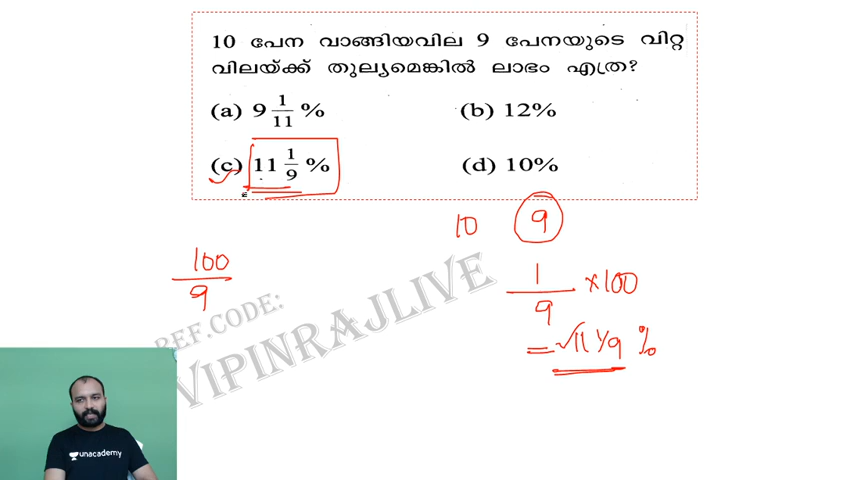 10 പേന വാങ്ങിയവില 9 പേനയുടെ വിറ്റ
വിലയ്ക്ക് തുല്യമെങ്കിൽ ലാഭം എത്ര?
(a) 9 1/11 % (b) 12%
(c) 11 1/9 % (d) 10%
10 9
100/9
1/9 ×100
= 11 1/9 %
REF.CODE:
VIPINRAJLIVE
unacademy